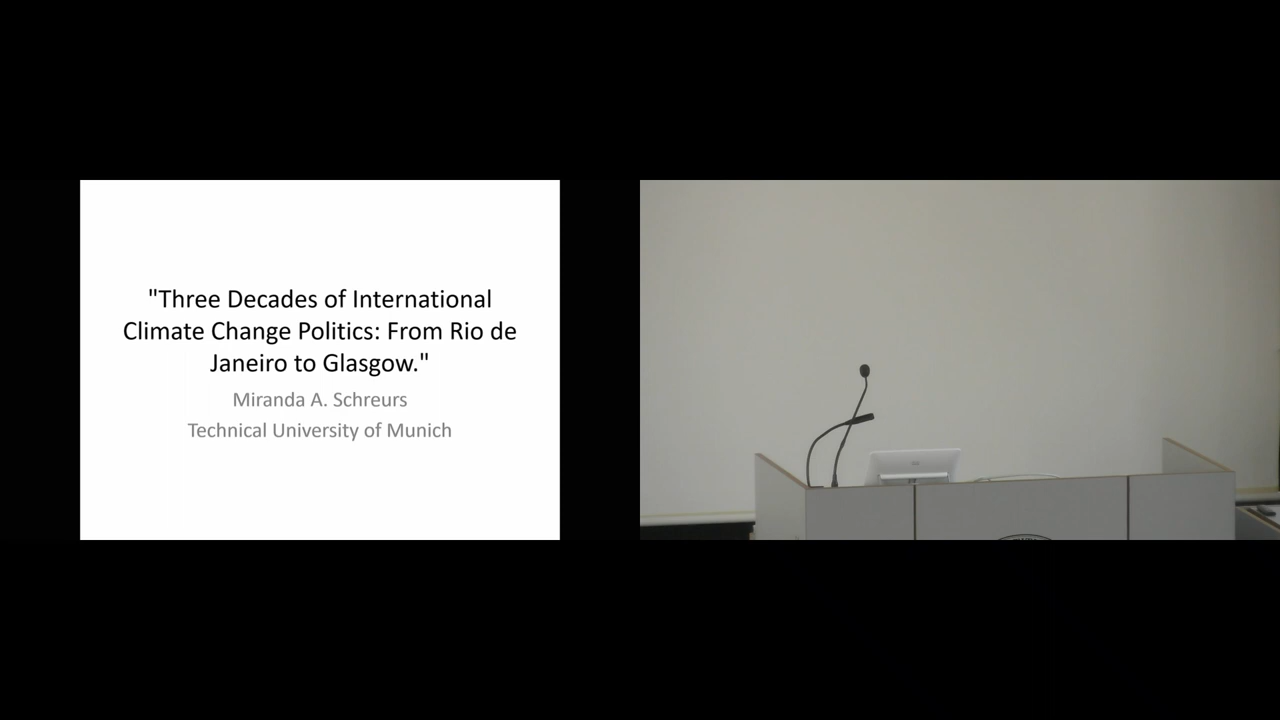 "Three Decades of International
Climate Change Politics: From Rio de
Janeiro to Glasgow."
Miranda A. Schreurs
Technical University of Munich